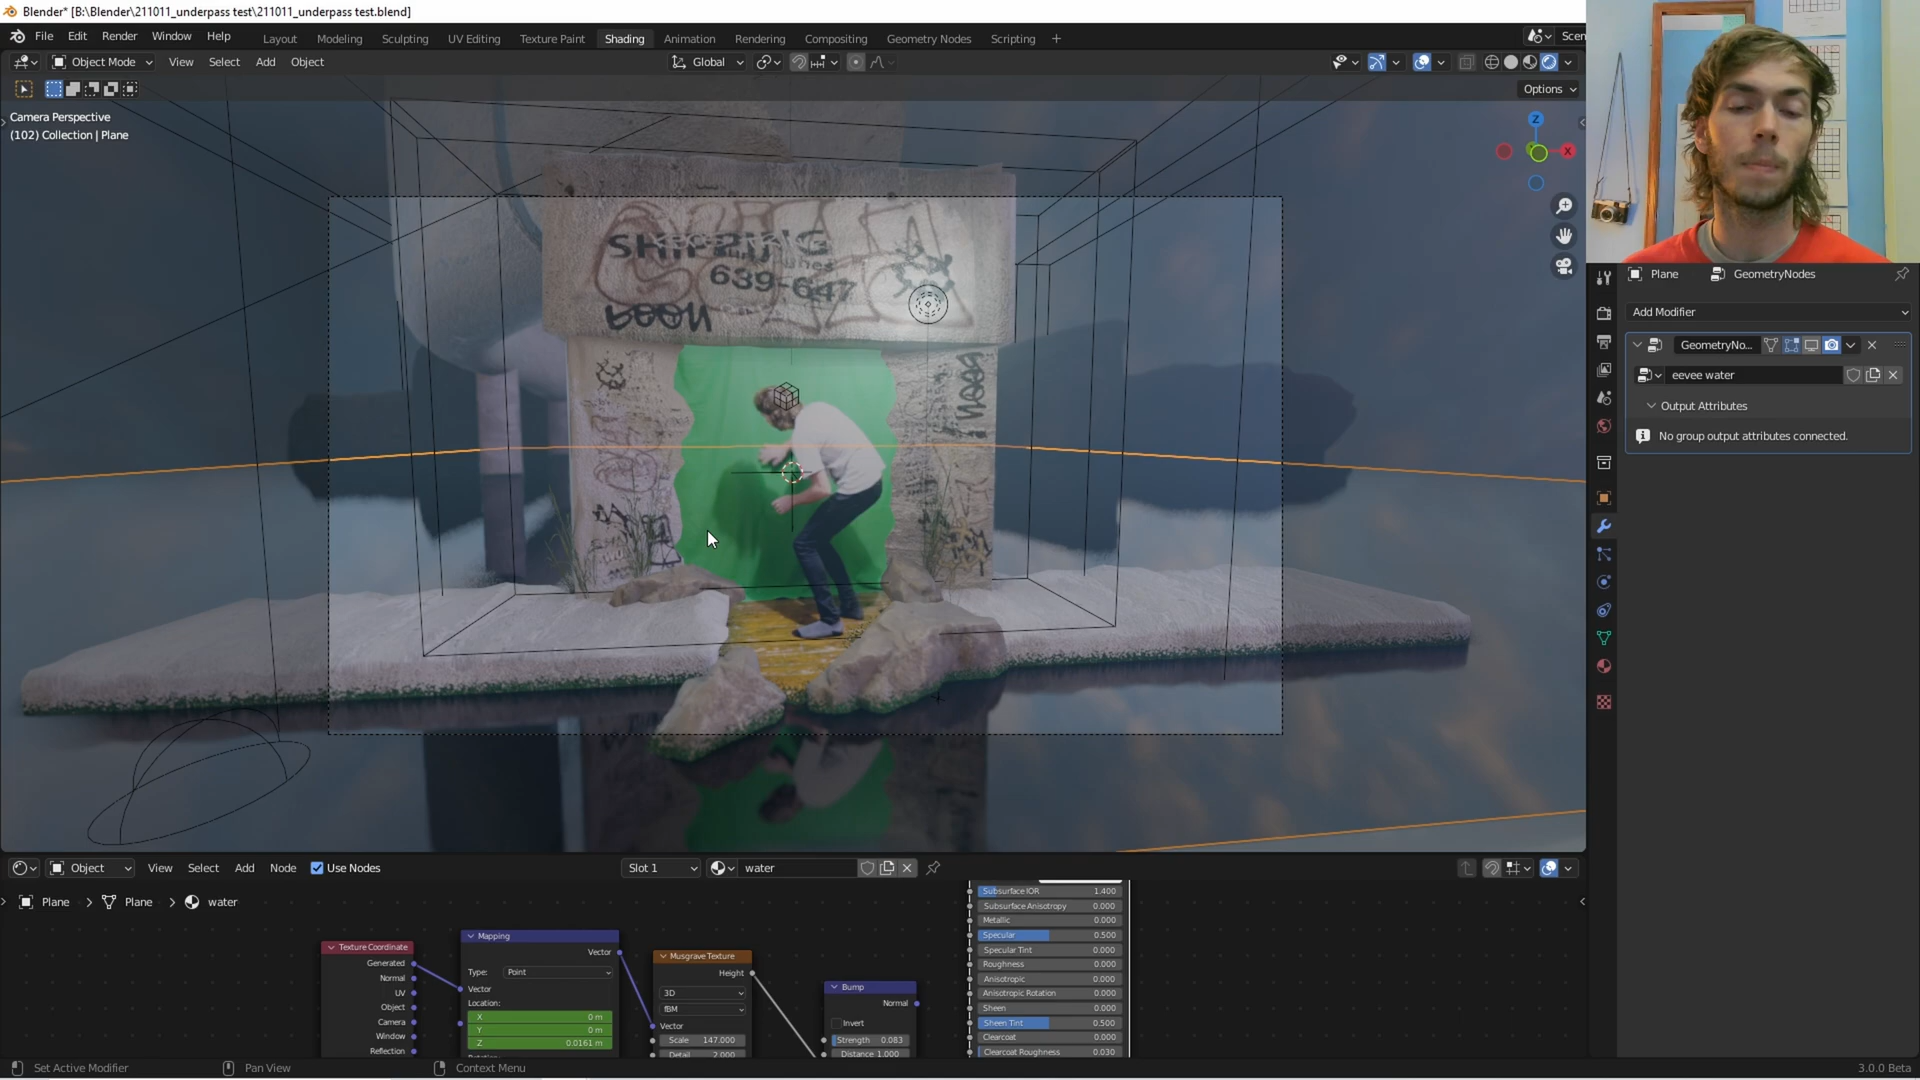 Blender* [B:\Blender\211011_underpass test\211011_underpass test.blend]
File Edit Render Window Help
Layout Modeling Sculpting UV Editing Texture Paint Shading Animation Rendering Compositing Geometry Nodes Scripting
Scen
Object Mode View Select Add Object
Global
Options
Camera Perspective
(102) Collection | Plane
Z
X
SHIPPING
639-647
Plane GeometryNodes
Add Modifier
GeometryNo...
eevee water
Output Attributes
No group output attributes connected.
Object View Select Add Node Use Nodes
Slot 1
water
Plane Plane water
Texture Coordinate
Generated
Normal
UV
Object
Camera
Window
Reflection
Mapping
Vector
Type: Point
Vector
Location:
X 0 m
Y 0 m
Z 0.0161 m
Musgrave Texture
Height
3D
fBM
Vector
Scale 147.000
Detail 2.000
Bump
Normal
Invert
Strength 0.083
Distance 1.000
Subsurface IOR 1.400
Subsurface Anisotropy 0.000
Metallic 0.000
Specular 0.500
Specular Tint 0.000
Roughness 0.000
Anisotropic 0.000
Anisotropic Rotation 0.000
Sheen 0.000
Sheen Tint 0.500
Clearcoat 0.000
Clearcoat Roughness 0.030
Set Active Modifier Pan View Context Menu
3.0.0 Beta